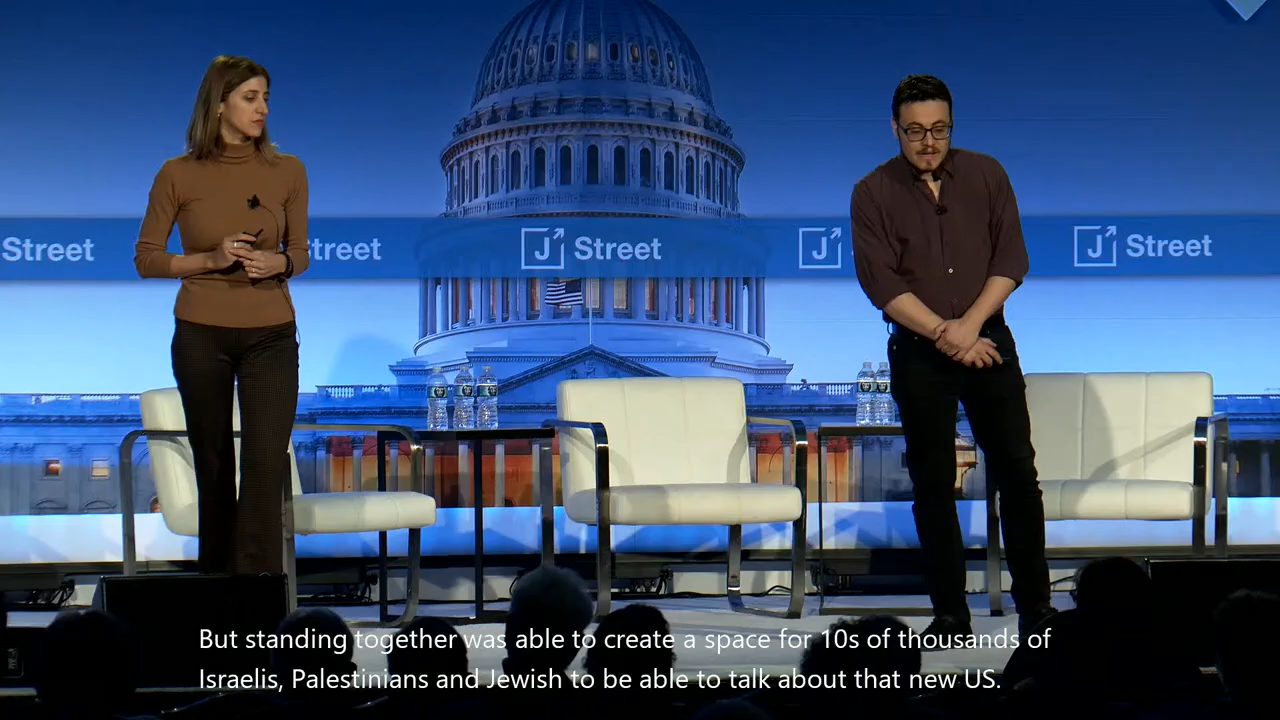 Street
Street
J Street
J
J Street
But standing together was able to create a space for 10s of thousands of
Israelis, Palestinians and Jewish to be able to talk about that new US.